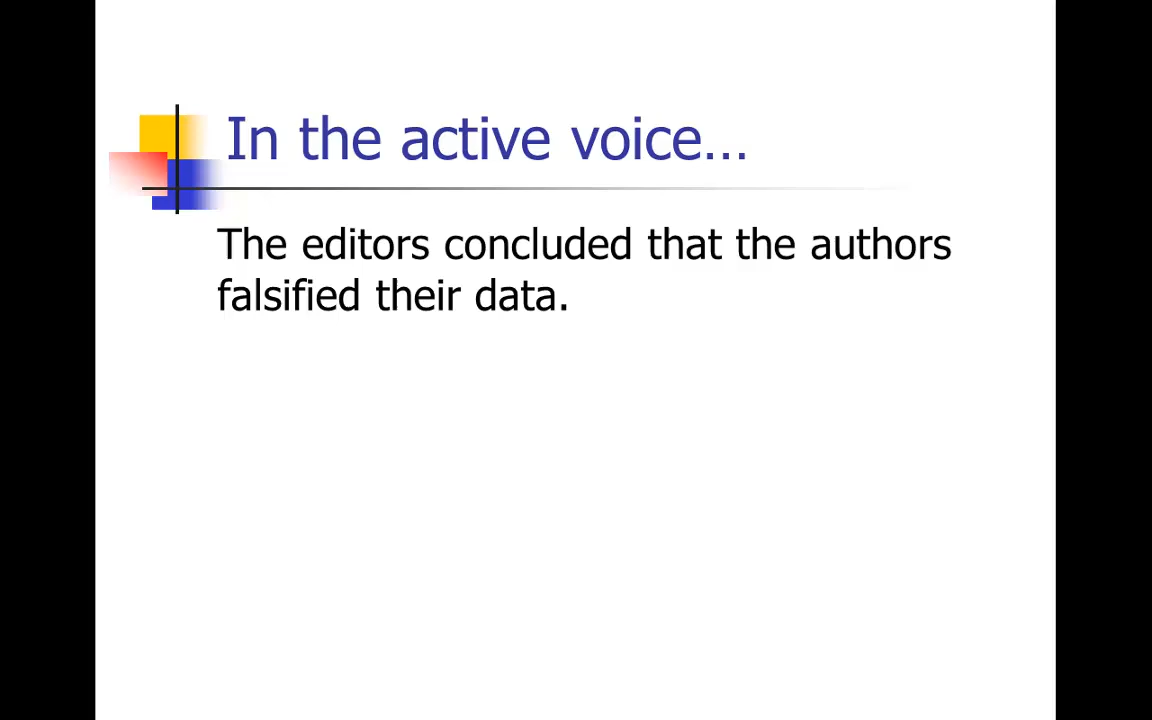 In the active voice…
The editors concluded that the authors
falsified their data.